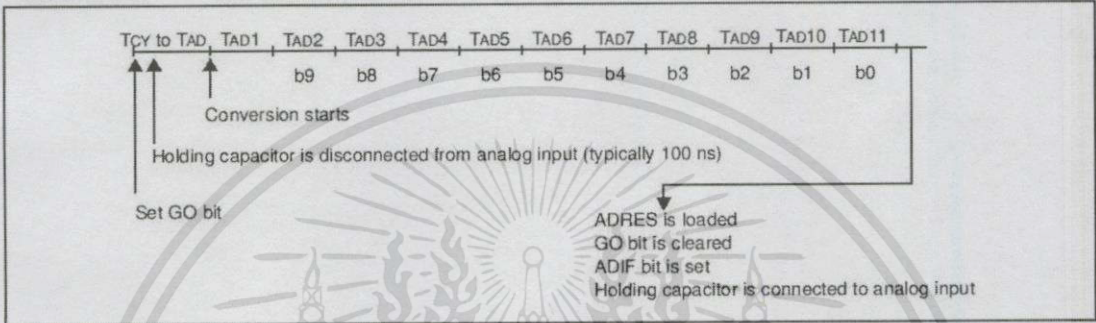 TCY to TAD TAD1 TAD2 TAD3 TAD4 TAD5 TAD6 TAD7 TAD8 TAD9 TAD10 TAD11
b9 b8 b7 b6 b5 b4 b3 b2 b1 b0
Conversion starts
Holding capacitor is disconnected from analog input (typically 100 ns)
Set GO bit
ADRES is loaded
GO bit is cleared
ADIF bit is set
Holding capacitor is connected to analog input